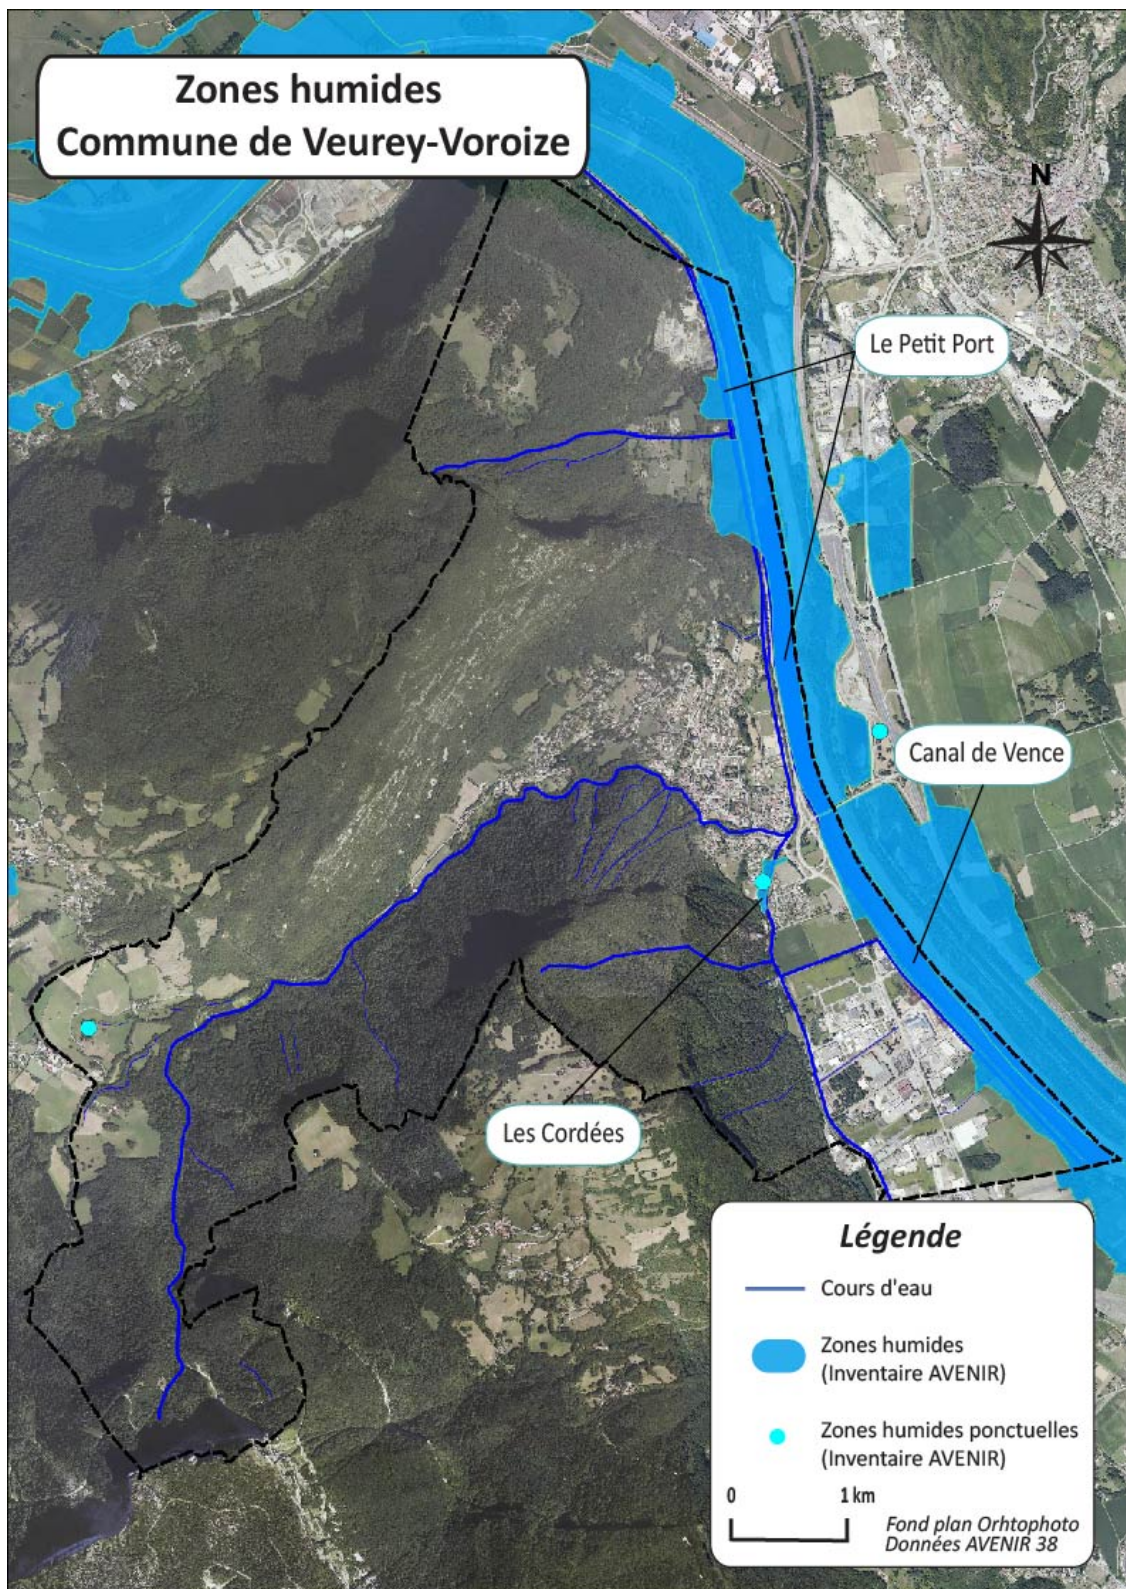 Zones humides
Commune de Veurey-Voroize
N
Le Petit Port
Canal de Vence
Les Cordées
Légende
Cours d'eau
Zones humides
(Inventaire AVENIR)
Zones humides ponctuelles
(Inventaire AVENIR)
0 1 km
Fond plan Orhtophoto
Données AVENIR 38